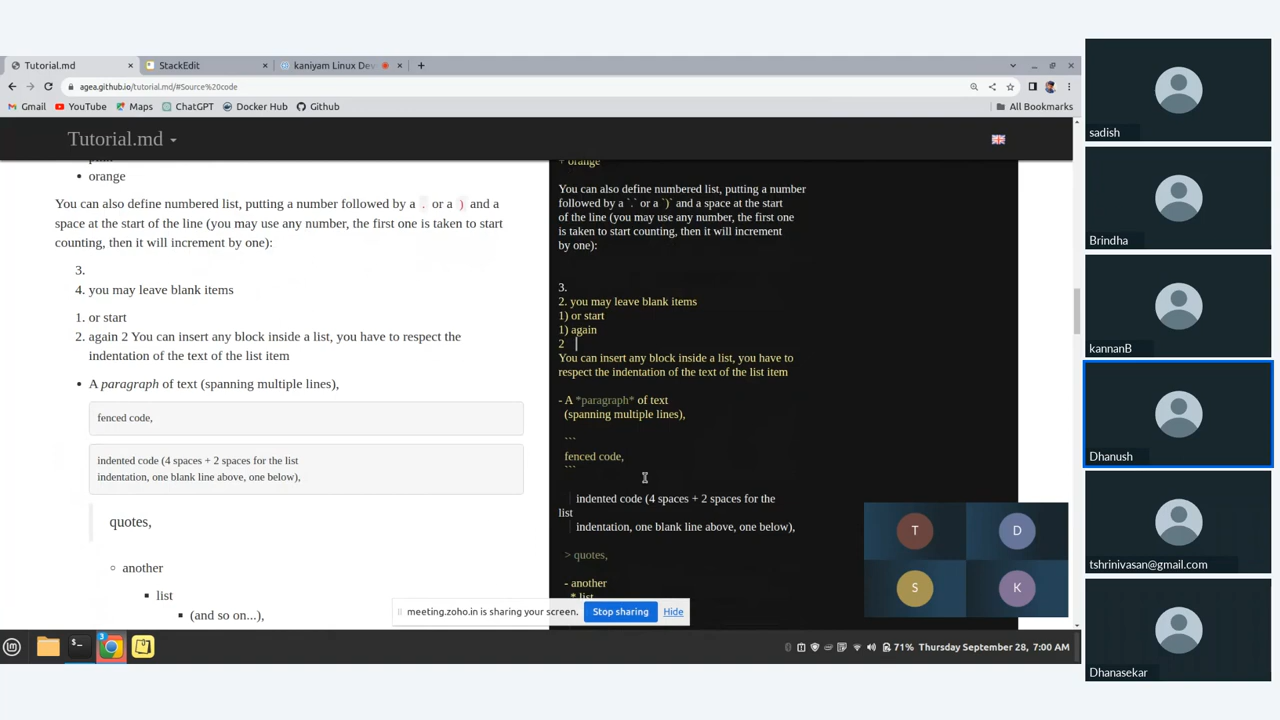 Tutorial.md
StackEdit
kaniyam Linux Dev
agea.github.io/tutorial.md/#Source%20code
Gmail
YouTube
Maps
ChatGPT
Docker Hub
Github
All Bookmarks
Tutorial.md
• orange
You can also define numbered list, putting a number followed by a . or a ) and a
space at the start of the line (you may use any number, the first one is taken to start
counting, then it will increment by one):
3.
4. you may leave blank items
1. or start
2. again 2 You can insert any block inside a list, you have to respect the
indentation of the text of the list item
• A paragraph of text (spanning multiple lines),
fenced code,
indented code (4 spaces + 2 spaces for the list
indentation, one blank line above, one below),
quotes,
another
list
(and so on...),
+ orange
You can also define numbered list, putting a number
followed by a `.` or a `)` and a space at the start
of the line (you may use any number, the first one
is taken to start counting, then it will increment
by one):
3.
2. you may leave blank items
1) or start
1) again
2
You can insert any block inside a list, you have to
respect the indentation of the text of the list item
- A *paragraph* of text
(spanning multiple lines),
```
fenced code,
```
indented code (4 spaces + 2 spaces for the
list
indentation, one blank line above, one below),
> quotes,
- another
* list
meeting.zoho.in is sharing your screen.
Stop sharing
Hide
T
D
S
K
3
71%
Thursday September 28, 7:00 AM
sadish
Brindha
kannanB
Dhanush
tshrinivasan@gmail.com
Dhanasekar